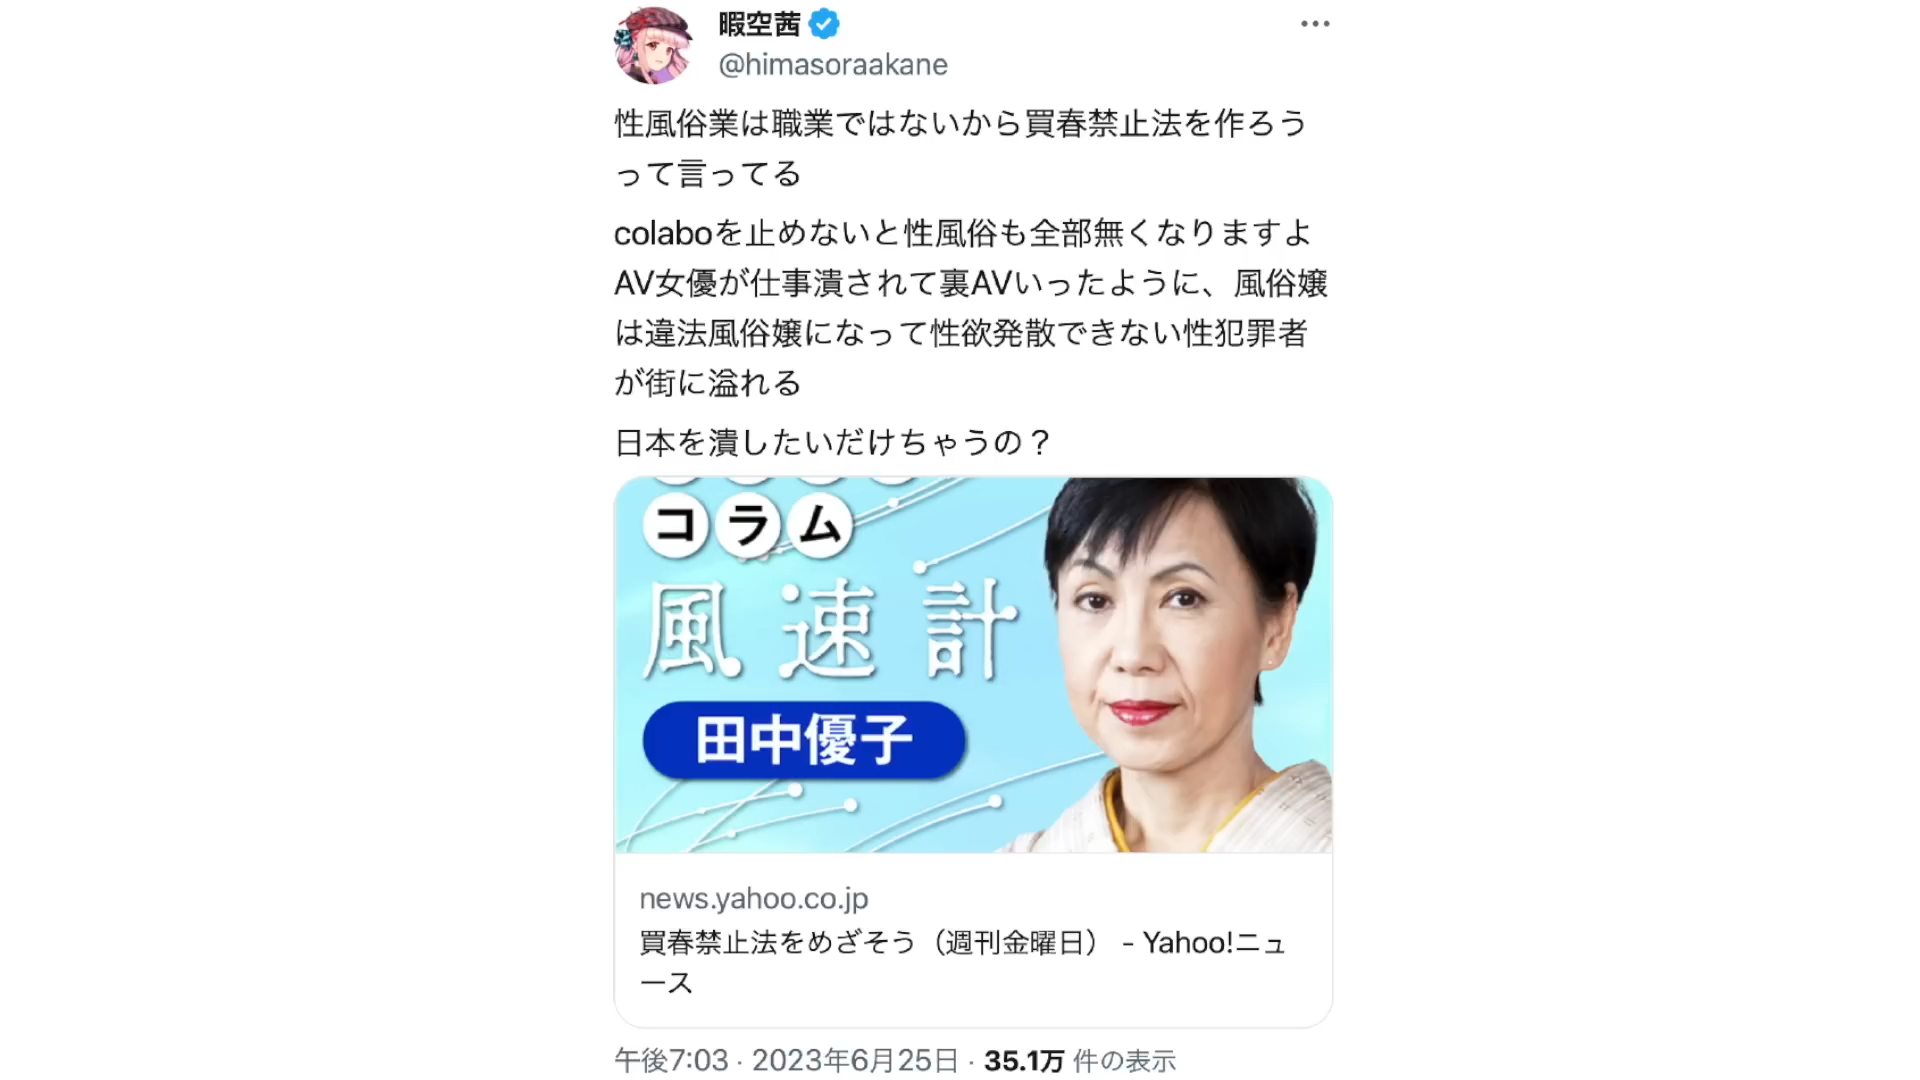 暇空茜
@himasoraakane
性風俗業は職業ではないから買春禁止法を作ろう
って言ってる
colaboを止めないと性風俗も全部無くなりますよ
AV女優が仕事潰されて裏AVいったように、風俗嬢
は違法風俗嬢になって性欲発散できない性犯罪者
が街に溢れる
日本を潰したいだけちゃうの？
コラム
風速計
田中優子
news.yahoo.co.jp
買春禁止法をめざそう（週刊金曜日） - Yahoo!ニュ
ース
午後7:03 · 2023年6月25日 · 35.1万 件の表示